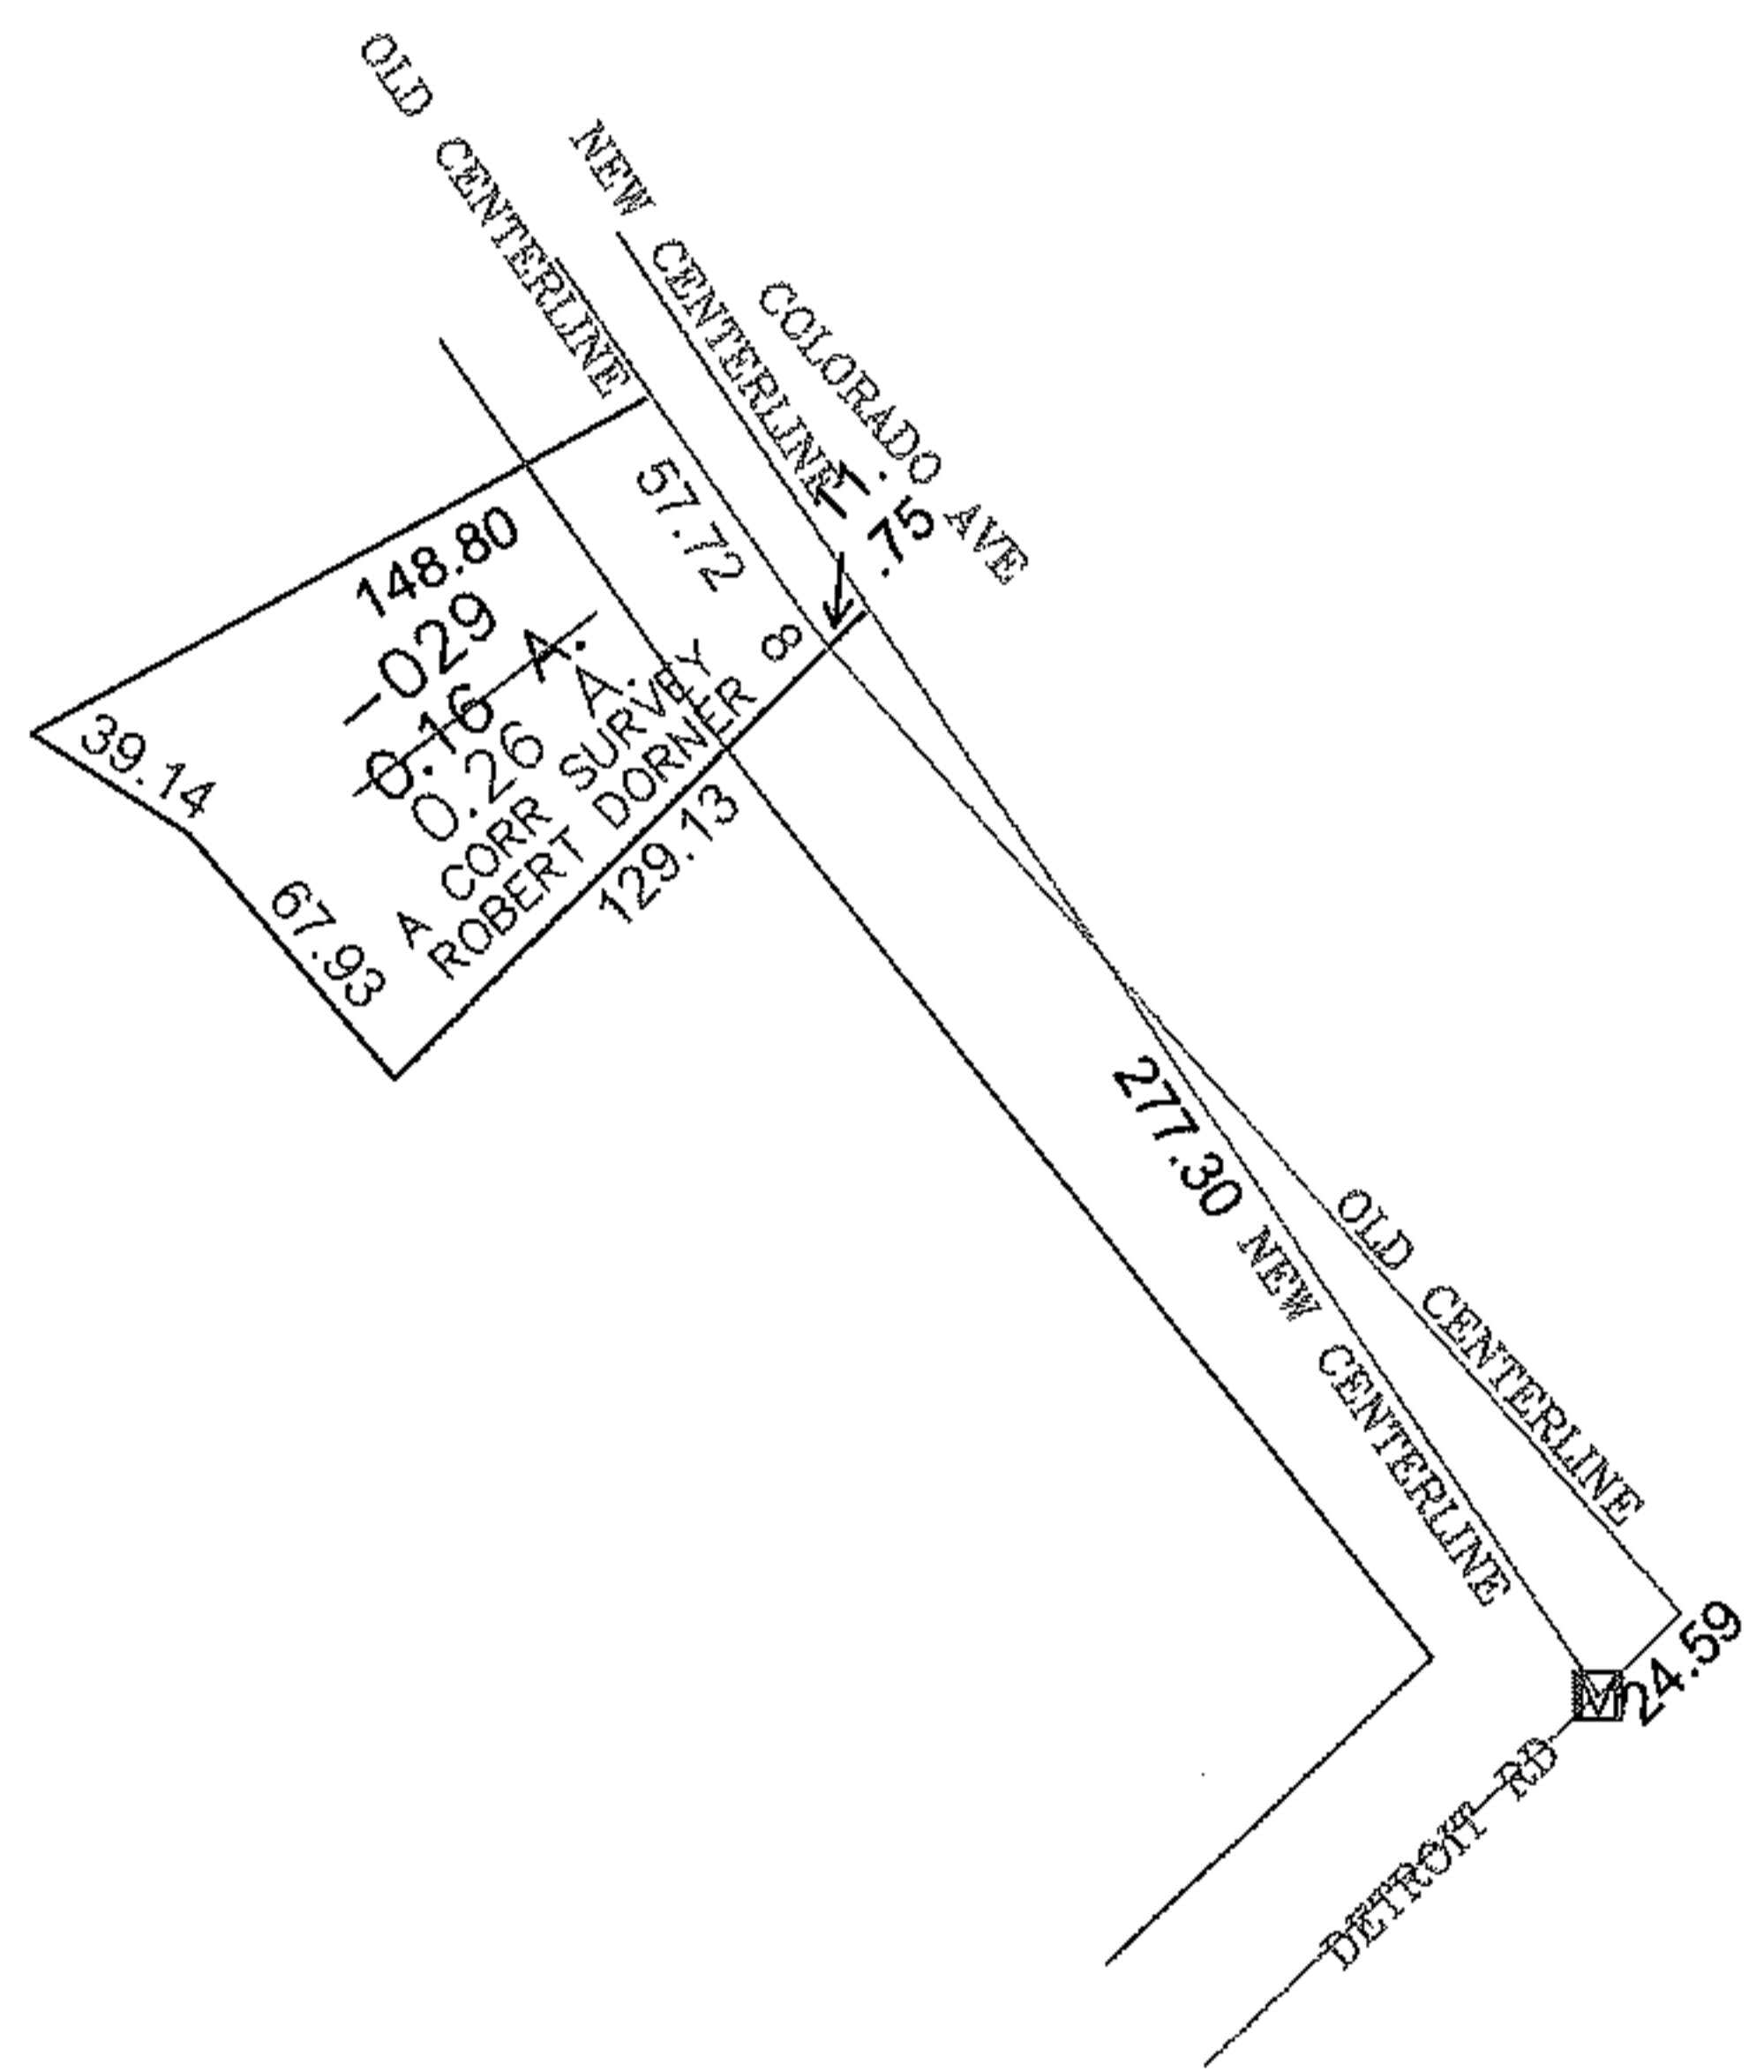 OLD CENTERLINE
NEW CENTERLINE
COLORADO AVE
11.
.75
57.72
8
148.80
-029
0.16 A.
0.26 A.
A CORR SURVEY
ROBERT DORNER
39.14
67.93
129.13
277.30 NEW CENTERLINE
OLD CENTERLINE
M
24.59
DETROIT RD